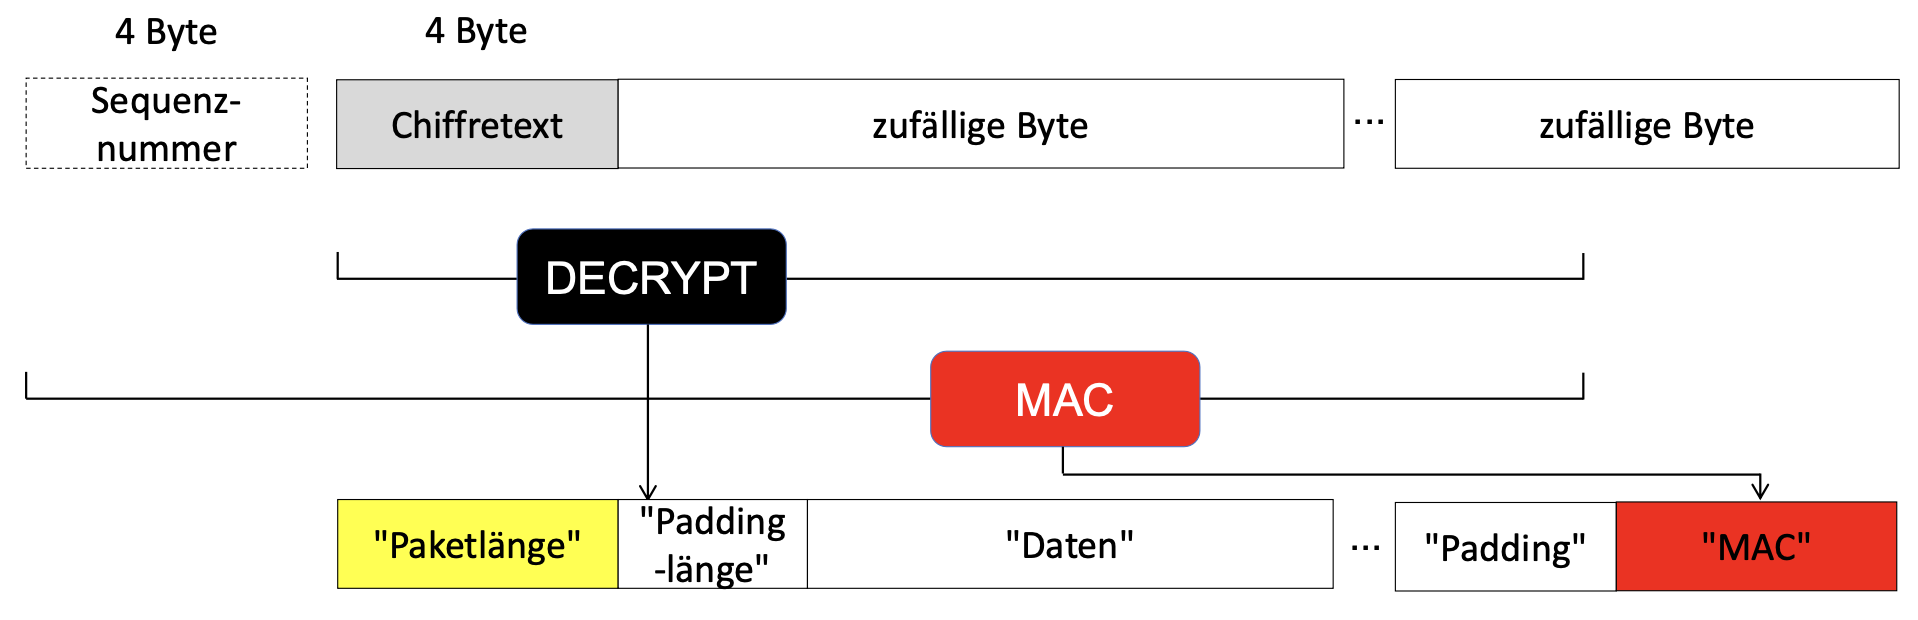 4 Byte
4 Byte
Sequenz-
nummer
Chiffretext
zufällige Byte
...
zufällige Byte
DECRYPT
MAC
"Paketlänge"
"Padding
-länge"
"Daten"
...
"Padding"
"MAC"